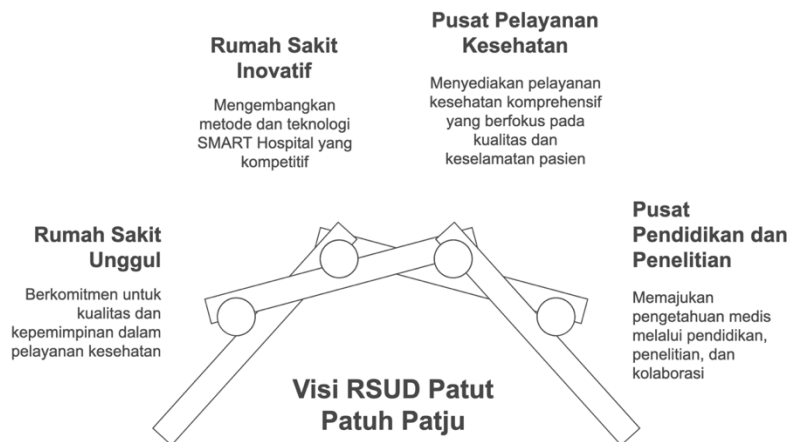 Rumah Sakit
Unggul
Berkomitmen untuk
kualitas dan
kepemimpinan dalam
pelayanan kesehatan
Rumah Sakit
Inovatif
Mengembangkan
metode dan teknologi
SMART Hospital yang
kompetitif
Pusat Pelayanan
Kesehatan
Menyediakan pelayanan
kesehatan komprehensif
yang berfokus pada
kualitas dan
keselamatan pasien
Pusat
Pendidikan dan
Penelitian
Memajukan
pengetahuan medis
melalui pendidikan,
penelitian, dan
kolaborasi
Visi RSUD Patut
Patuh Patju